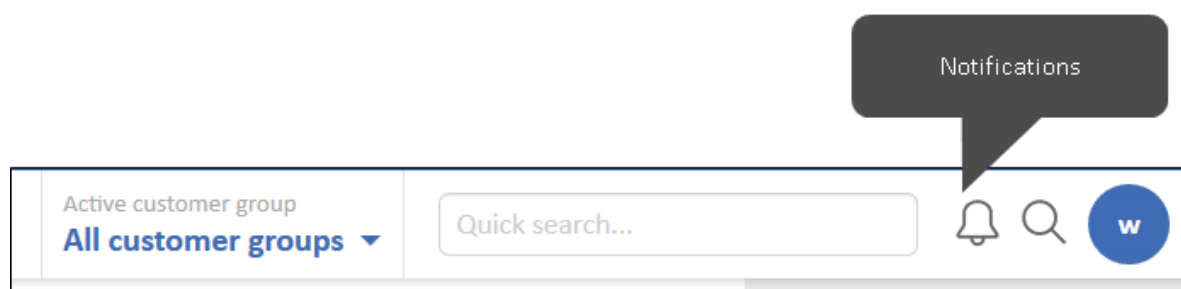 Notifications
Active customer group
All customer groups
Quick search...
w